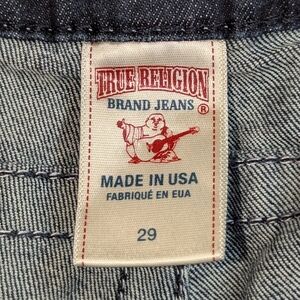 TRUE RELIGION
BRAND JEANS ®
MADE IN USA
FABRIQUÉ EN EUA
29